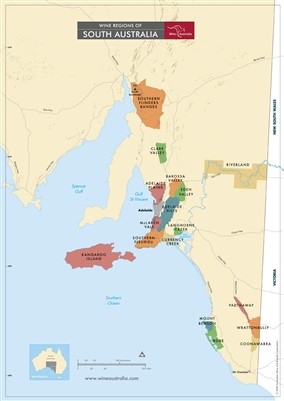 WINE REGIONS OF
SOUTH AUSTRALIA
Wine Australia
SOUTHERN
FLINDERS
RANGES
CLARE
VALLEY
RIVERLAND
BAROSSA
VALLEY
ADELAIDE
PLAINS
EDEN
VALLEY
Spencer
Gulf
Gulf
St Vincent
Adelaide
ADELAIDE
HILLS
McLAREN
VALE
LANGHORNE
CREEK
SOUTHERN
FLEURIEU
CURRENCY
CREEK
KANGAROO
ISLAND
Southern
Ocean
PADTHAWAY
MOUNT
BENSON
WRATTONBULLY
ROBE
COONAWARRA
Mt Gambier
NEW SOUTH WALES
VICTORIA
www.wineaustralia.com